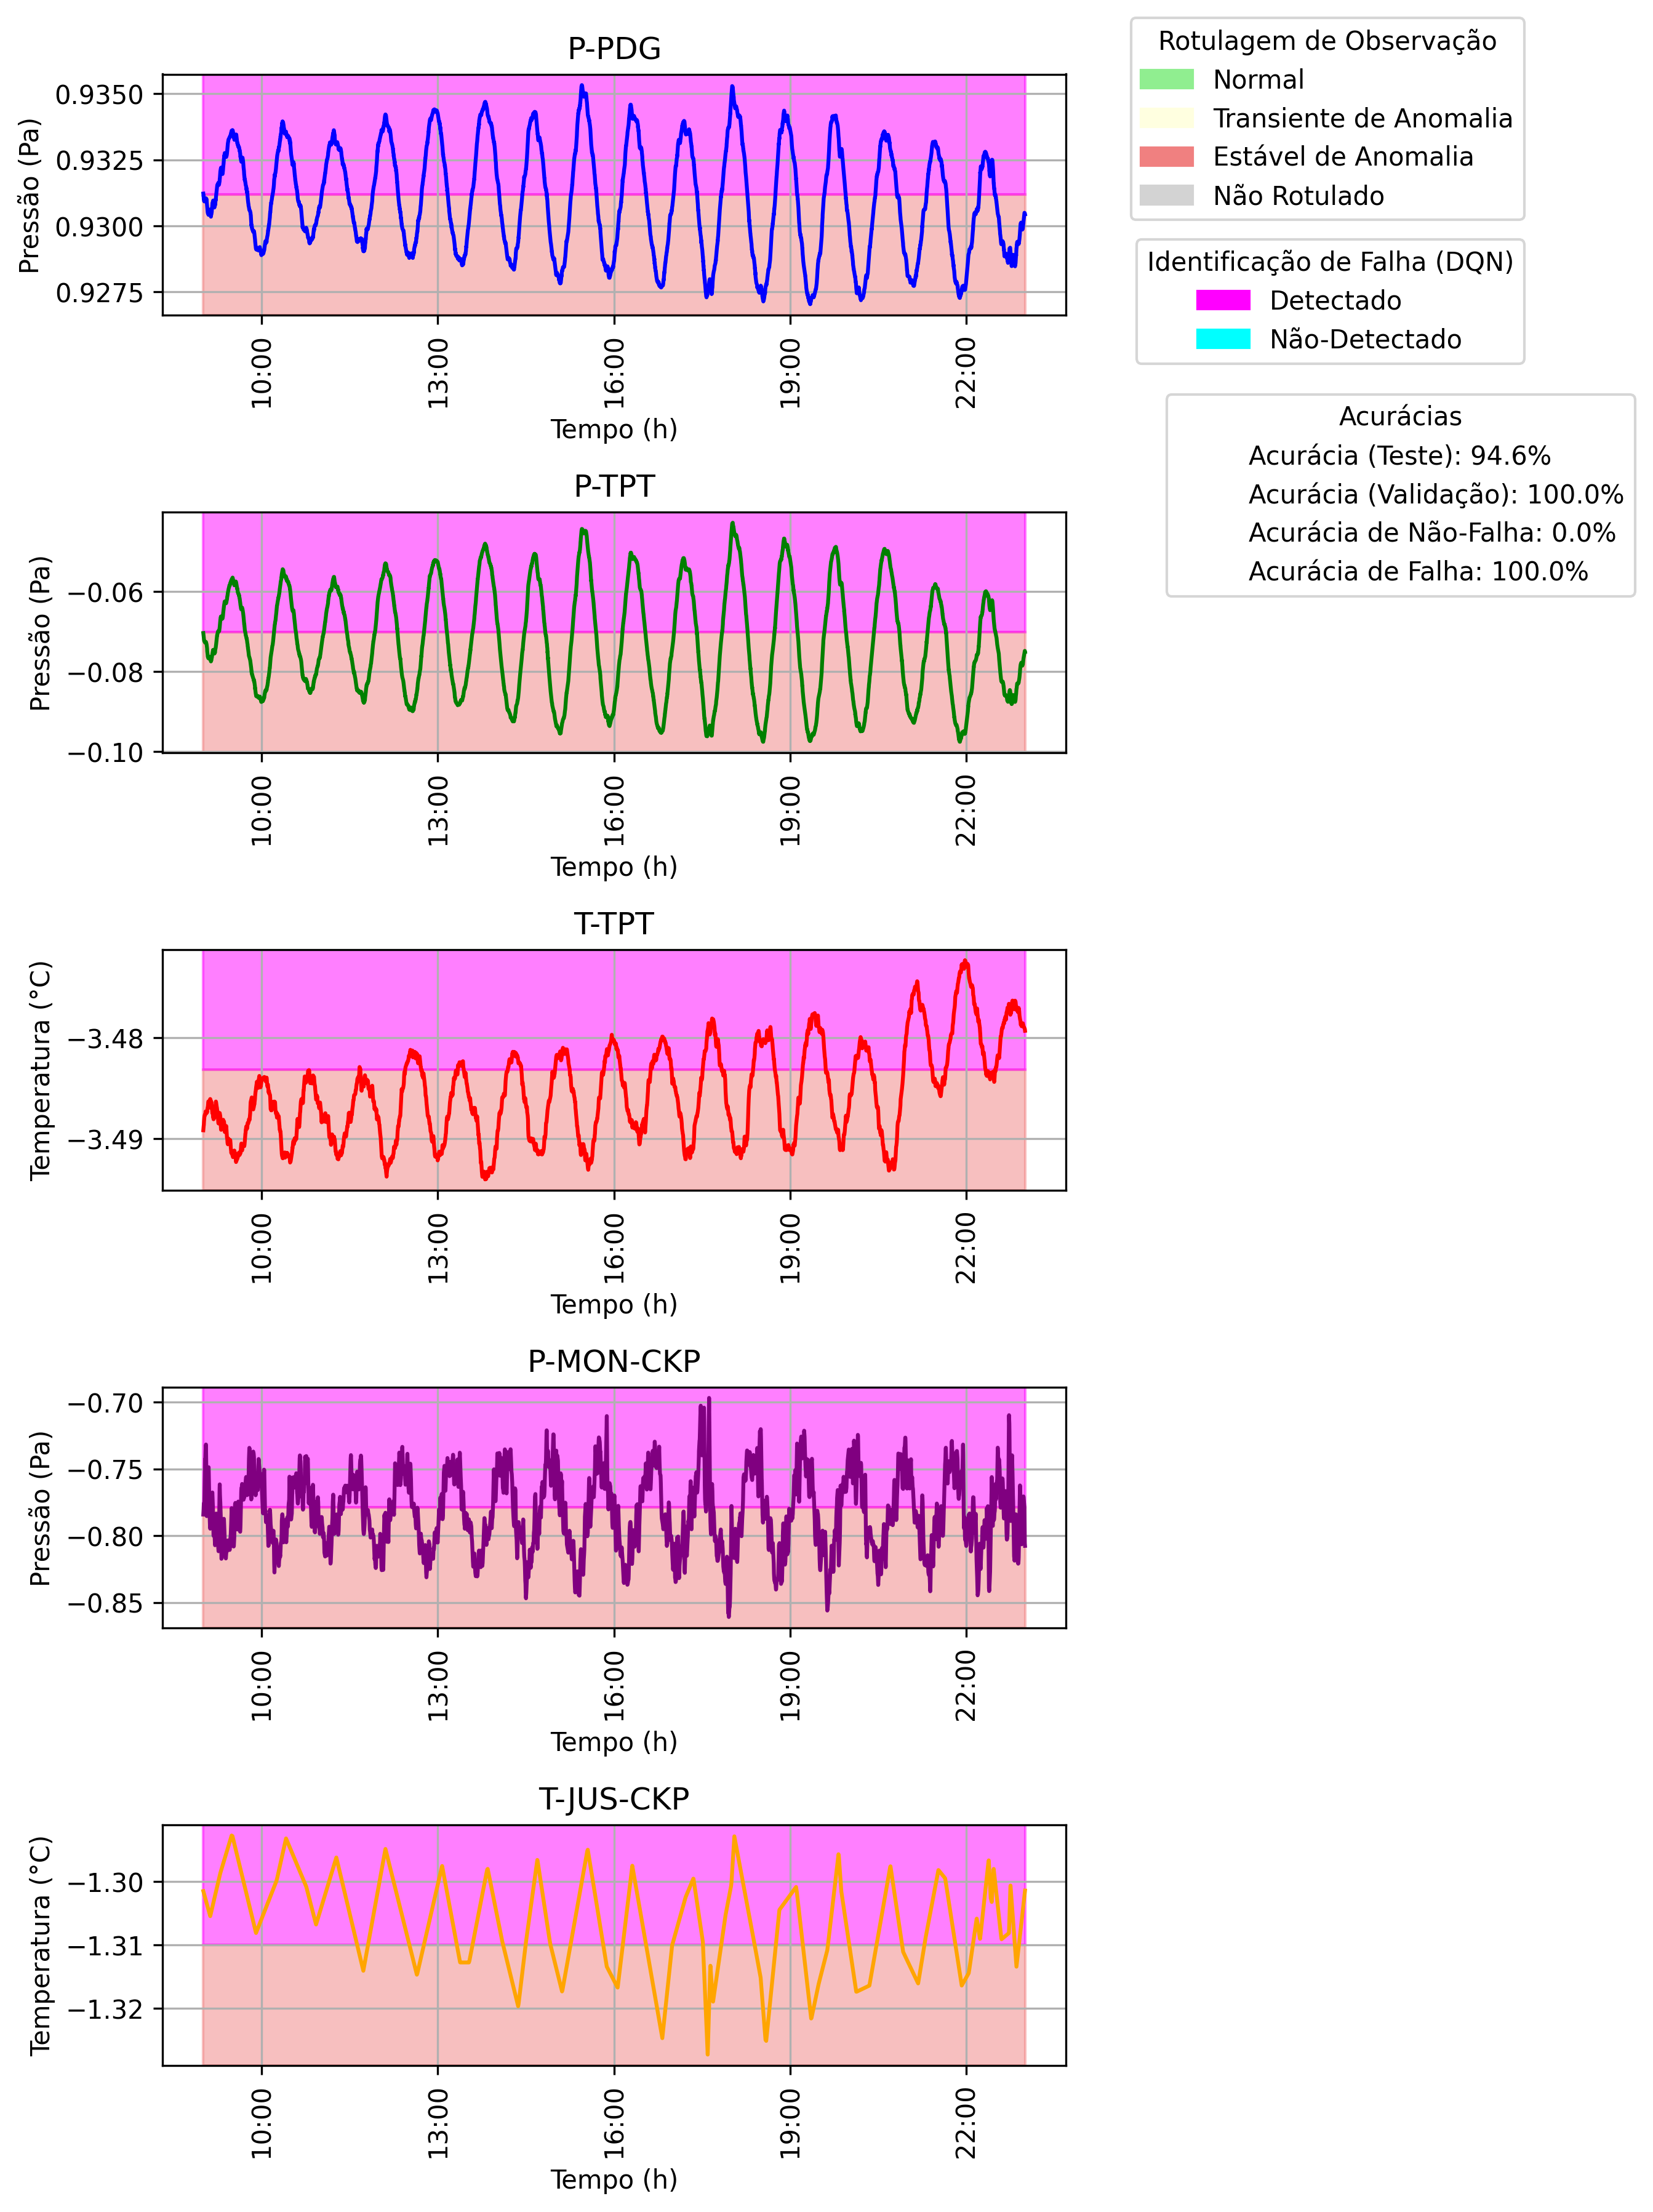 P-PDG
0.9350
0.9325
0.9300
0.9275
Pressão (Pa)
10:00
13:00
16:00
19:00
22:00
Tempo (h)
Rotulagem de Observação
Normal
Transiente de Anomalia
Estável de Anomalia
Não Rotulado
Identificação de Falha (DQN)
Detectado
Não-Detectado
Acurácias
Acurácia (Teste): 94.6%
Acurácia (Validação): 100.0%
Acurácia de Não-Falha: 0.0%
Acurácia de Falha: 100.0%
P-TPT
−0.06
−0.08
−0.10
Pressão (Pa)
10:00
13:00
16:00
19:00
22:00
Tempo (h)
T-TPT
−3.48
−3.49
Temperatura (°C)
10:00
13:00
16:00
19:00
22:00
Tempo (h)
P-MON-CKP
−0.70
−0.75
−0.80
−0.85
Pressão (Pa)
10:00
13:00
16:00
19:00
22:00
Tempo (h)
T-JUS-CKP
−1.30
−1.31
−1.32
Temperatura (°C)
10:00
13:00
16:00
19:00
22:00
Tempo (h)